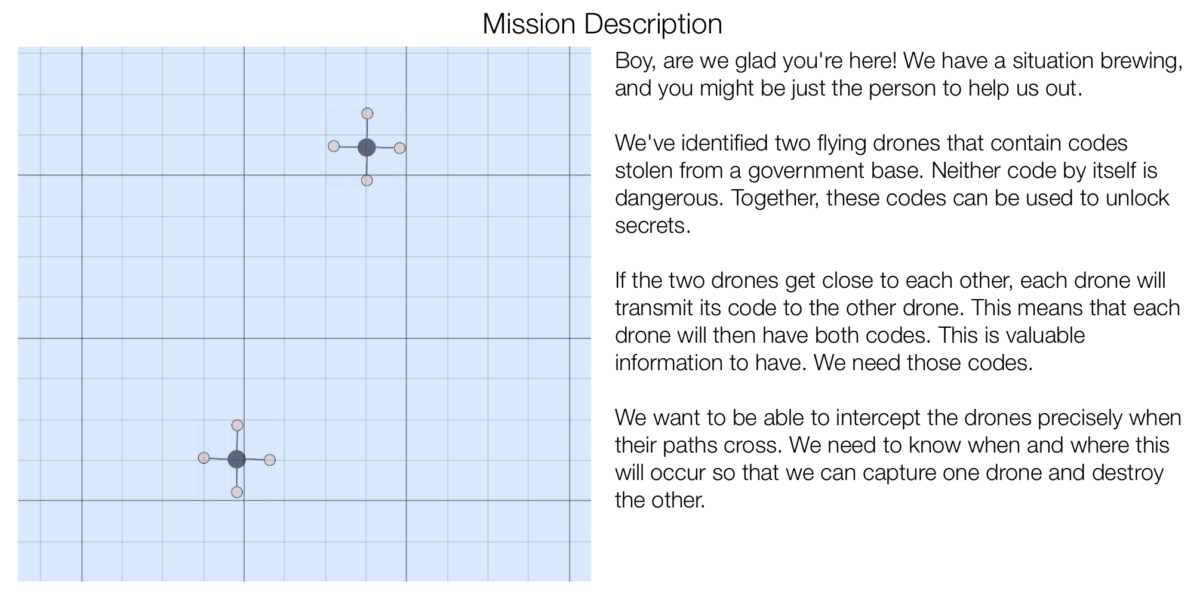 Mission Description
Boy, are we glad you're here! We have a situation brewing,
and you might be just the person to help us out.
We've identified two flying drones that contain codes
stolen from a government base. Neither code by itself is
dangerous. Together, these codes can be used to unlock
secrets.
If the two drones get close to each other, each drone will
transmit its code to the other drone. This means that each
drone will then have both codes. This is valuable
information to have. We need those codes.
We want to be able to intercept the drones precisely when
their paths cross. We need to know when and where this
will occur so that we can capture one drone and destroy
the other.